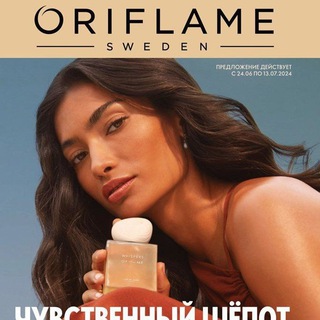 ORIFLAME
SWEDEN
ПРЕДЛОЖЕНИЕ ДЕЙСТВУЕТ
С 24.06 ПО 13.07.2024
ЧУВСТВЕННЫЙ ШЁПОТ